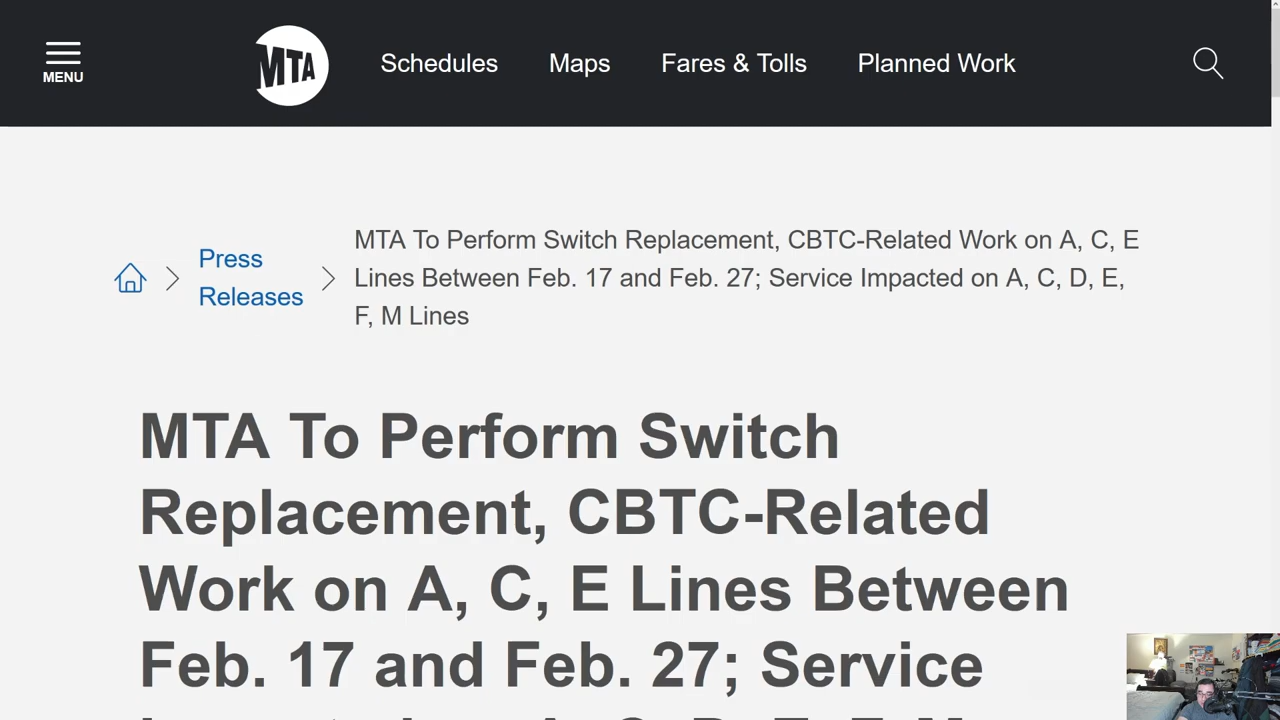 MENU
MTA
Schedules
Maps
Fares & Tolls
Planned Work
Press
Releases
MTA To Perform Switch Replacement, CBTC-Related Work on A, C, E
Lines Between Feb. 17 and Feb. 27; Service Impacted on A, C, D, E,
F, M Lines
MTA To Perform Switch
Replacement, CBTC-Related
Work on A, C, E Lines Between
Feb. 17 and Feb. 27; Service